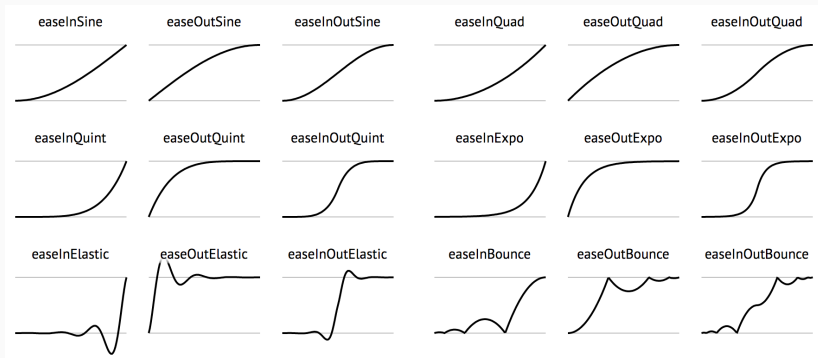 easeInSine easeOutSine easeInOutSine easeInQuad easeOutQuad easeInOutQuad
easeInQuint easeOutQuint easeInOutQuint easeInExpo easeOutExpo easeInOutExpo
easeInElastic easeOutElastic easeInOutElastic easeInBounce easeOutBounce easeInOutBounce